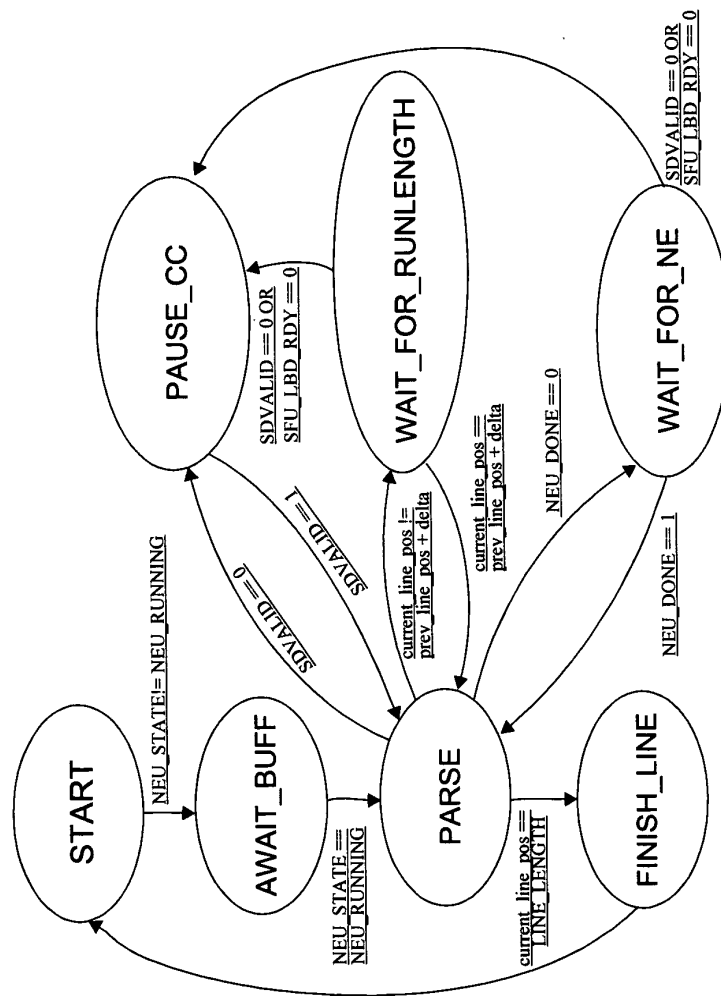 START
NEU_STATE!= NEU_RUNNING
AWAIT_BUFF
NEU_STATE ==
NEU_RUNNING
PARSE
current_line_pos ==
LINE_LENGTH
FINISH_LINE
SDVALID == 0
SDVALID == 1
PAUSE_CC
SDVALID == 0 OR
SFU_LBD_RDY == 0
current_line_pos !=
prev_line_pos + delta
WAIT_FOR_RUNLENGTH
current_line_pos ==
prev_line_pos + delta
NEU_DONE == 0
NEU_DONE == 1
WAIT_FOR_NE
SDVALID == 0 OR
SFU_LBD_RDY == 0